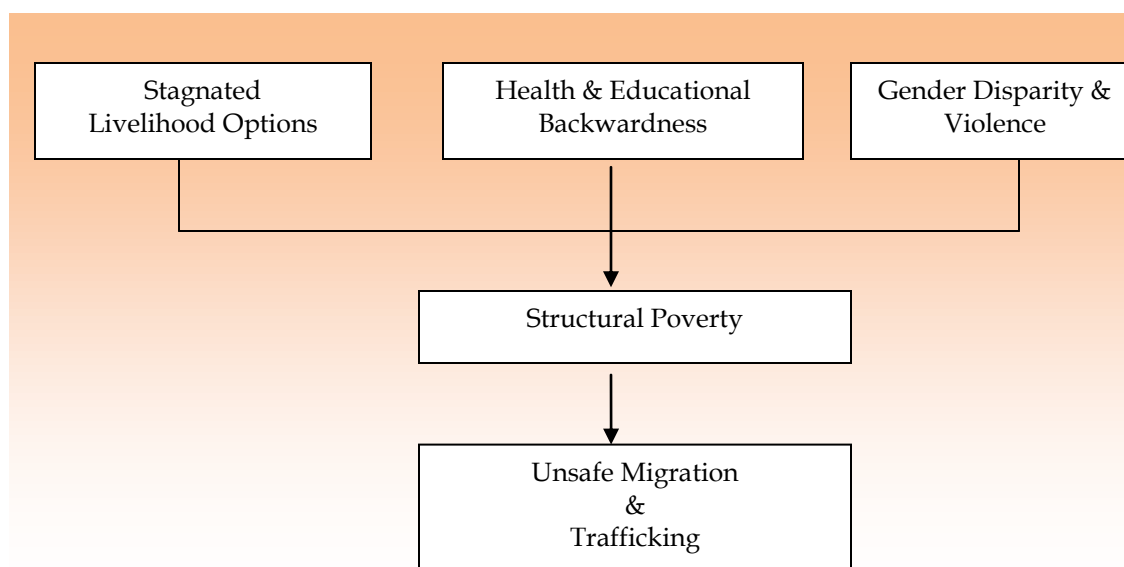 Stagnated
Livelihood Options
Health & Educational
Backwardness
Gender Disparity &
Violence
Structural Poverty
Unsafe Migration
&
Trafficking